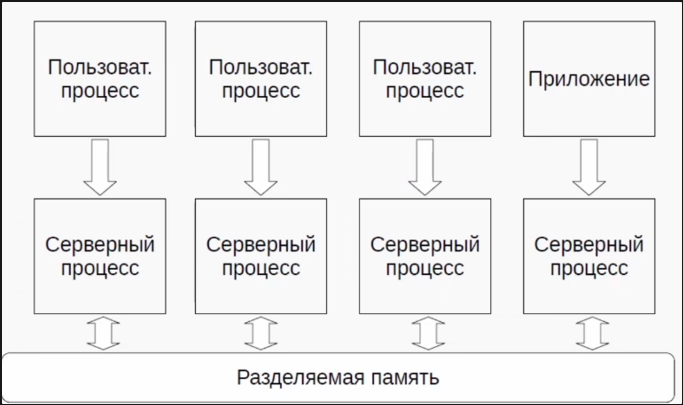 Пользоват.
процесс
Пользоват.
процесс
Пользоват.
процесс
Приложение
Серверный
процесс
Серверный
процесс
Серверный
процесс
Серверный
процесс
Разделяемая память